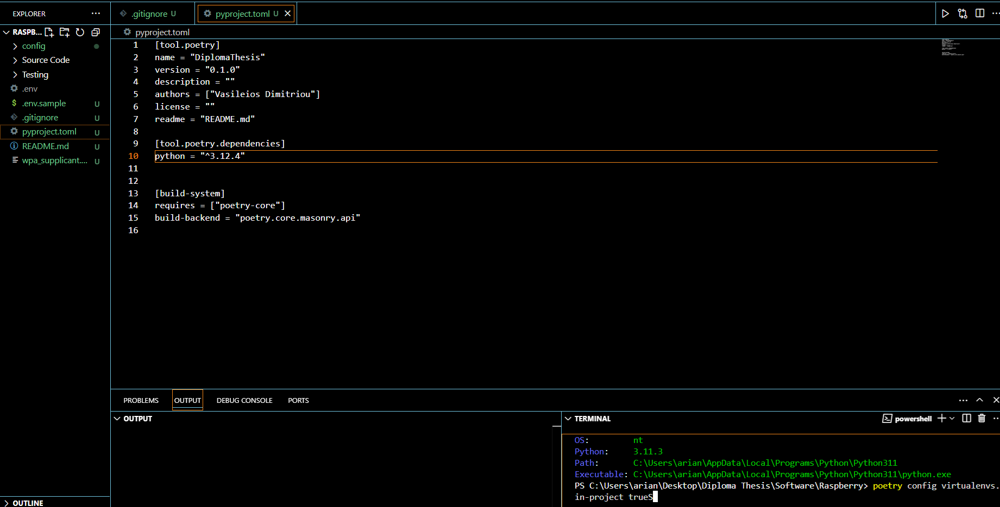 EXPLORER
.gitignore U
pyproject.toml U
RASPB...
config
Source Code
Testing
.env
.env.sample U
.gitignore U
pyproject.toml U
README.md U
wpa_supplicant.... U
OUTLINE
pyproject.toml
1 [tool.poetry]
2 name = "DiplomaThesis"
3 version = "0.1.0"
4 description = ""
5 authors = ["Vasileios Dimitriou"]
6 license = ""
7 readme = "README.md"
8
9 [tool.poetry.dependencies]
10 python = "^3.12.4"
11
12
13 [build-system]
14 requires = ["poetry-core"]
15 build-backend = "poetry.core.masonry.api"
16
PROBLEMS OUTPUT DEBUG CONSOLE PORTS
OUTPUT
TERMINAL
powershell
OS: nt
Python: 3.11.3
Path: C:\Users\arian\AppData\Local\Programs\Python\Python311
Executable: C:\Users\arian\AppData\Local\Programs\Python\Python311\python.exe
PS C:\Users\arian\Desktop\Diploma Thesis\Software\Raspberry> poetry config virtualenvs.
in-project trueS